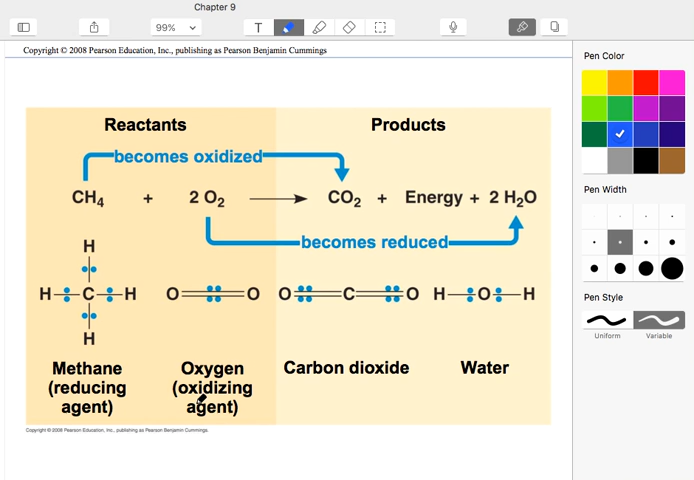 Chapter 9
99%
T
Copyright © 2008 Pearson Education, Inc., publishing as Pearson Benjamin Cummings
Pen Color
Reactants
Products
becomes oxidized
CH₄ + 2 O₂ → CO₂ + Energy + 2 H₂O
becomes reduced
Pen Width
H
H C H
O O
O C O
H O H
H
Pen Style
Uniform
Variable
Methane
(reducing
agent)
Oxygen
(oxidizing
agent)
Carbon dioxide
Water
Copyright © 2008 Pearson Education, Inc., publishing as Pearson Benjamin Cummings.